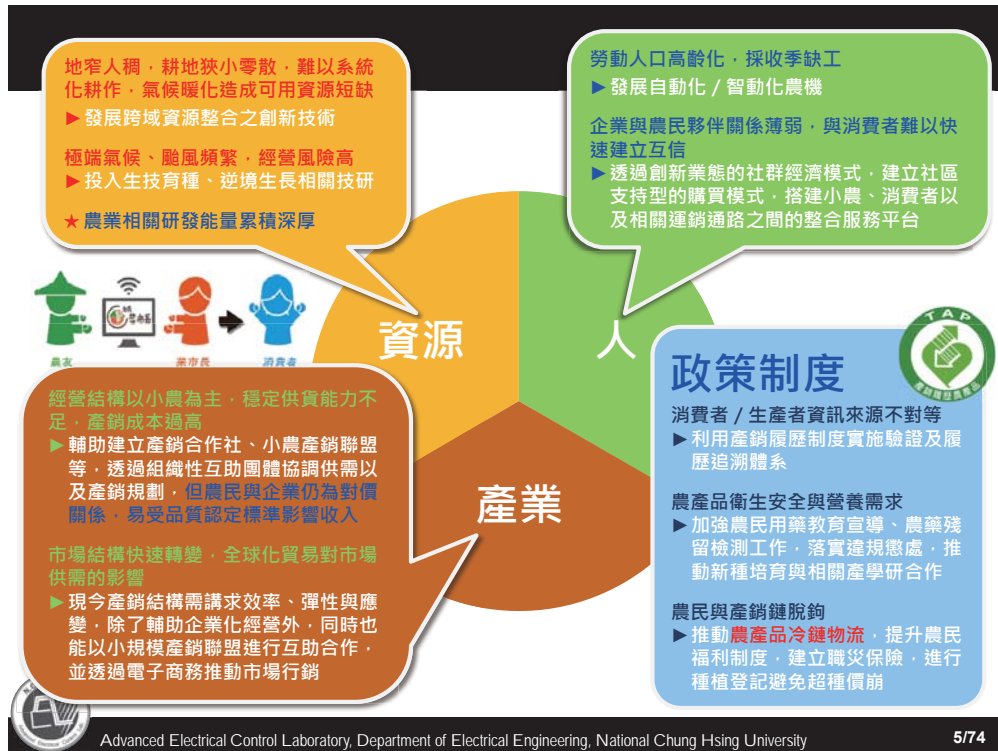 地窄人稠，耕地狹小零散，難以系統
化耕作，氣候暖化造成可用資源短缺
▶發展跨域資源整合之創新技術
極端氣候、颱風頻繁，經營風險高
▶投入生技育種、逆境生長相關技研
★農業相關研發能量累積深厚
勞動人口高齡化，採收季缺工
▶發展自動化 / 智動化農機
企業與農民夥伴關係薄弱，與消費者難以快
速建立互信
▶透過創新業態的社群經濟模式，建立社區
支持型的購買模式，搭建小農、消費者以
及相關運銷通路之間的整合服務平台
農友
菜市長
消費者
資源
人
產業
經營結構以小農為主，穩定供貨能力不
足，產銷成本過高
▶輔助建立產銷合作社、小農產銷聯盟
等，透過組織性互助團體協調供需以
及產銷規劃，但農民與企業仍為對價
關係，易受品質認定標準影響收入
市場結構快速轉變，全球化貿易對市場
供需的影響
▶現今產銷結構需講求效率、彈性與應
變，除了輔助企業化經營外，同時也
能以小規模產銷聯盟進行互助合作，
並透過電子商務推動市場行銷
TAP
產銷履歷農產品
政策制度
消費者 / 生產者資訊來源不對等
▶利用產銷履歷制度實施驗證及履
歷追溯體系
農產品衛生安全與營養需求
▶加強農民用藥教育宣導、農藥殘
留檢測工作，落實違規懲處，推
動新種培育與相關產學研合作
農民與產銷鏈脫鉤
▶推動農產品冷鏈物流，提升農民
福利制度，建立職災保險，進行
種植登記避免超種價崩
Advanced Electrical Control Laboratory, Department of Electrical Engineering, National Chung Hsing University
5/74